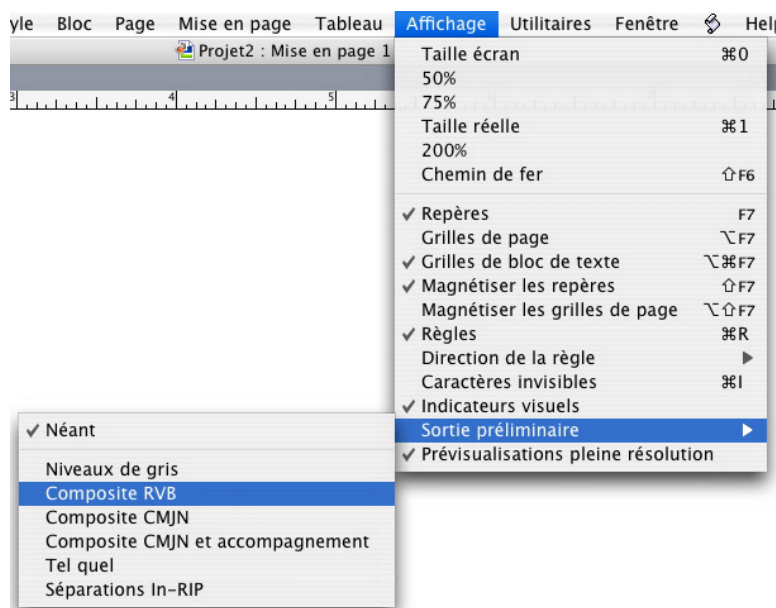 yle Bloc Page Mise en page Tableau Affichage Utilitaires Fenêtre Help
Projet2 : Mise en page 1
3 4 5
Taille écran ⌘0
50%
75%
Taille réelle ⌘1
200%
Chemin de fer ⇧F6
✓ Repères F7
Grilles de page ⌥F7
✓ Grilles de bloc de texte ⌥⌘F7
✓ Magnétiser les repères ⇧F7
Magnétiser les grilles de page ⌥⇧F7
✓ Règles ⌘R
Direction de la règle ▶
Caractères invisibles ⌘I
✓ Indicateurs visuels
Sortie préliminaire ▶
✓ Prévisualisations pleine résolution
✓ Néant
Niveaux de gris
Composite RVB
Composite CMJN
Composite CMJN et accompagnement
Tel quel
Séparations In-RIP